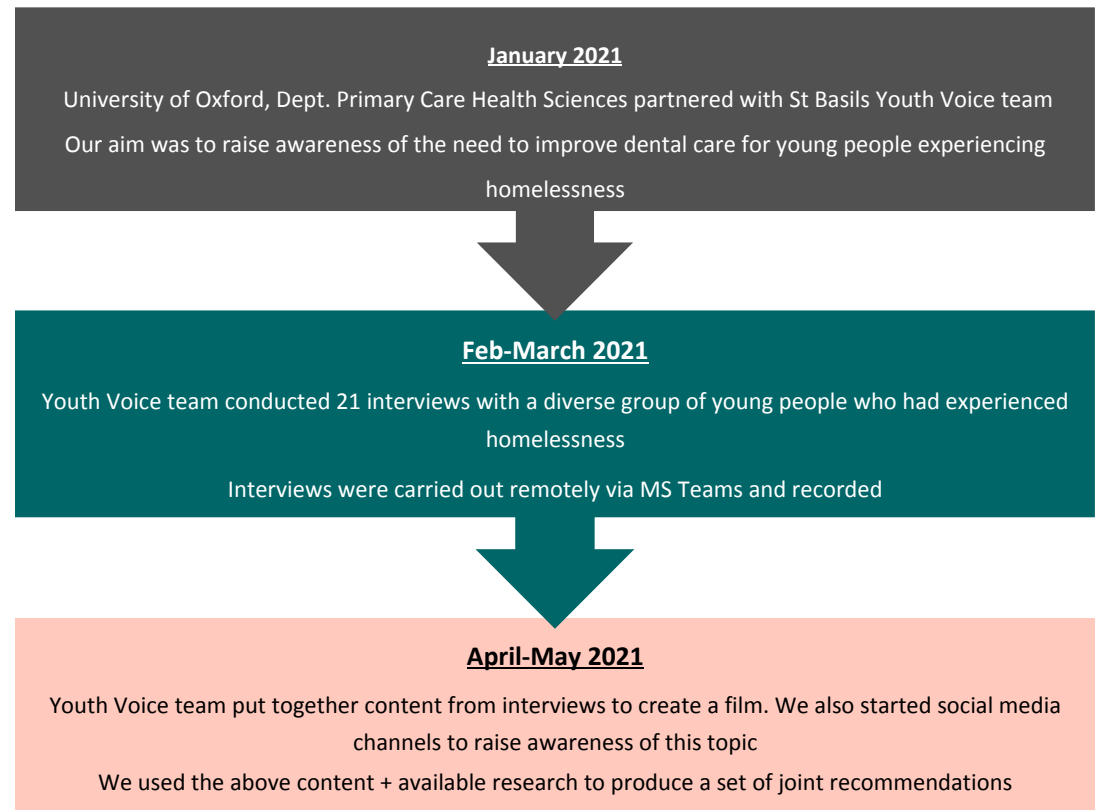 January 2021
University of Oxford, Dept. Primary Care Health Sciences partnered with St Basils Youth Voice team
Our aim was to raise awareness of the need to improve dental care for young people experiencing
homelessness
Feb-March 2021
Youth Voice team conducted 21 interviews with a diverse group of young people who had experienced
homelessness
Interviews were carried out remotely via MS Teams and recorded
April-May 2021
Youth Voice team put together content from interviews to create a film. We also started social media
channels to raise awareness of this topic
We used the above content + available research to produce a set of joint recommendations